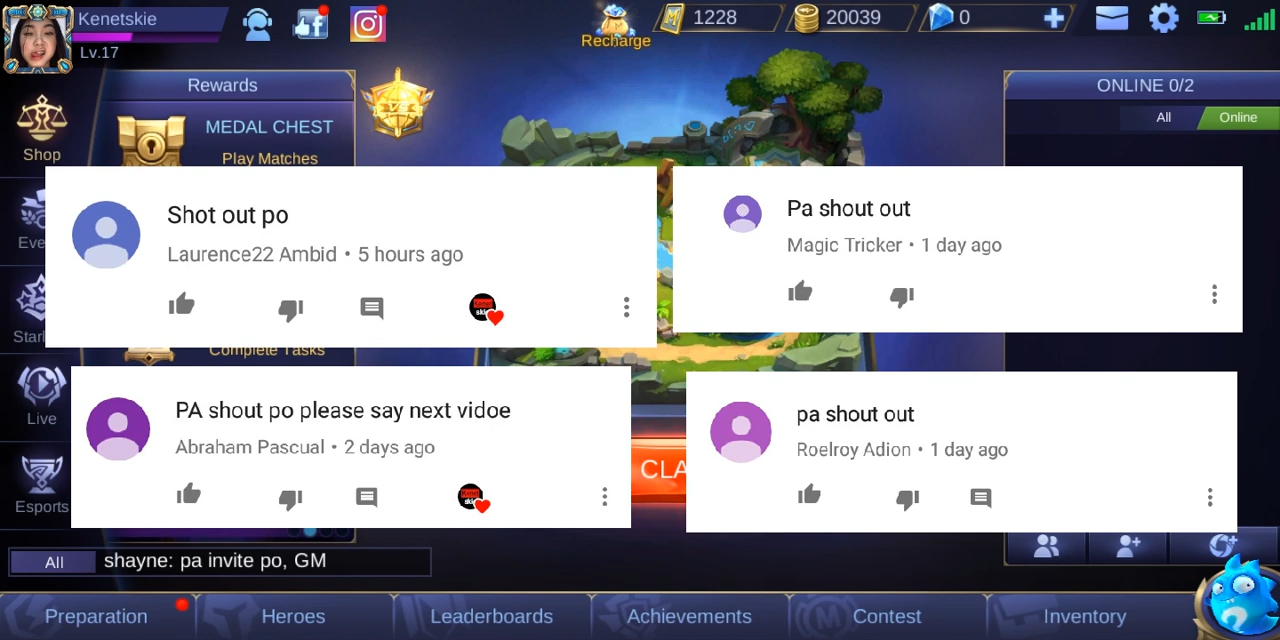 Kenetskie
Lv.17
Recharge
1228
20039
0
Rewards
MEDAL CHEST
Play Matches
ONLINE 0/2
All
Online
Shop
Eve
Star
Live
Esports
Shot out po
Laurence22 Ambid • 5 hours ago
Pa shout out
Magic Tricker • 1 day ago
Complete Tasks
PA shout po please say next vidoe
Abraham Pascual • 2 days ago
pa shout out
Roelroy Adion • 1 day ago
CLA
All
shayne: pa invite po, GM
Preparation
Heroes
Leaderboards
Achievements
Contest
Inventory